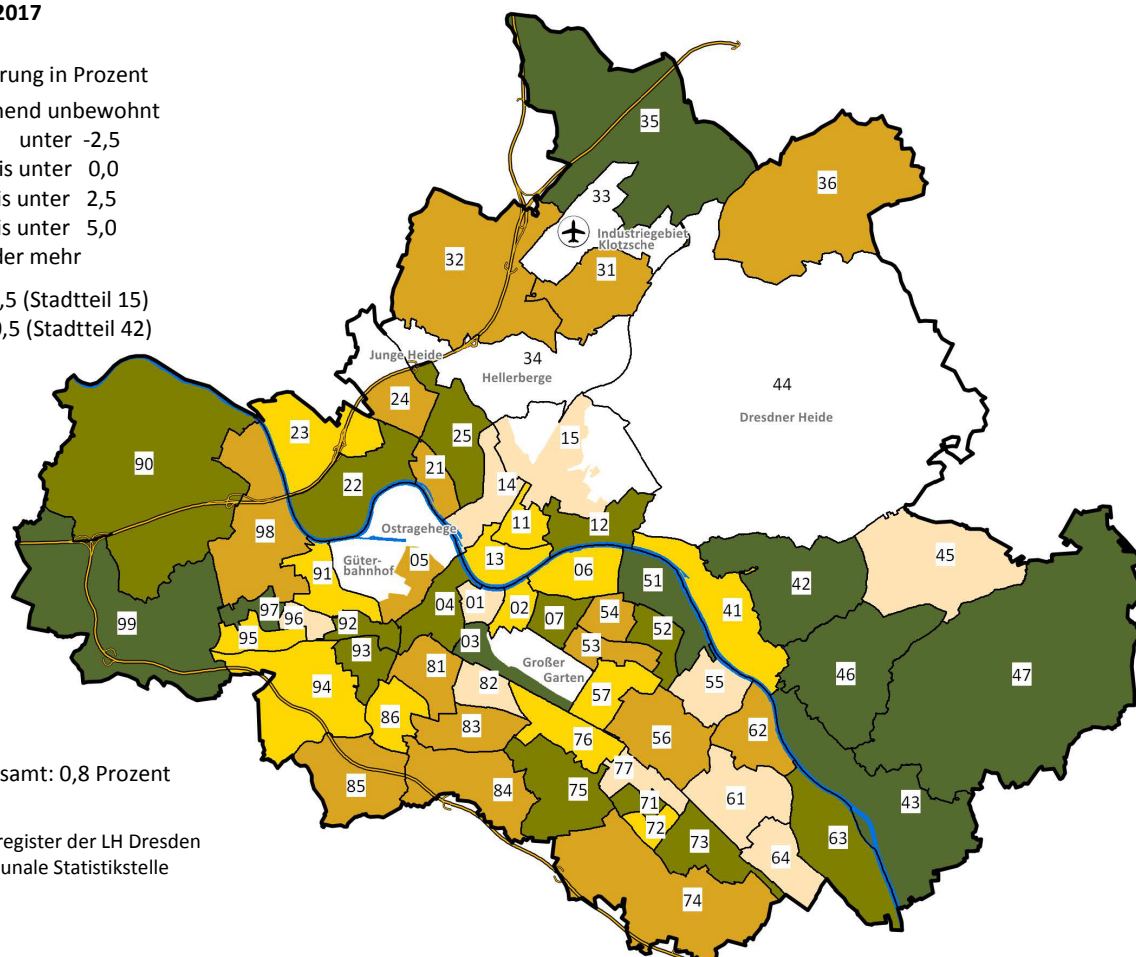 2017
rung in Prozent
end unbewohnt
unter -2,5
is unter 0,0
is unter 2,5
is unter 5,0
der mehr
,5 (Stadtteil 15)
0,5 (Stadtteil 42)
35
36
33
Industriegebiet
Klotzsche
32
31
Junge Heide
34
Hellerberge
44
Dresdner Heide
24
23
25
15
90
21
22
14
11
12
Ostragehege
98
13
Güter-
bahnhof
05
45
91
06
51
42
04
01
02
07
54
41
97
96
92
99
95
03
53
52
93
Großer
Garten
81
82
55
46
47
94
57
86
83
76
56
62
samt: 0,8 Prozent
85
84
75
77
71
61
43
72
73
63
64
register der LH Dresden
unale Statistikstelle
74